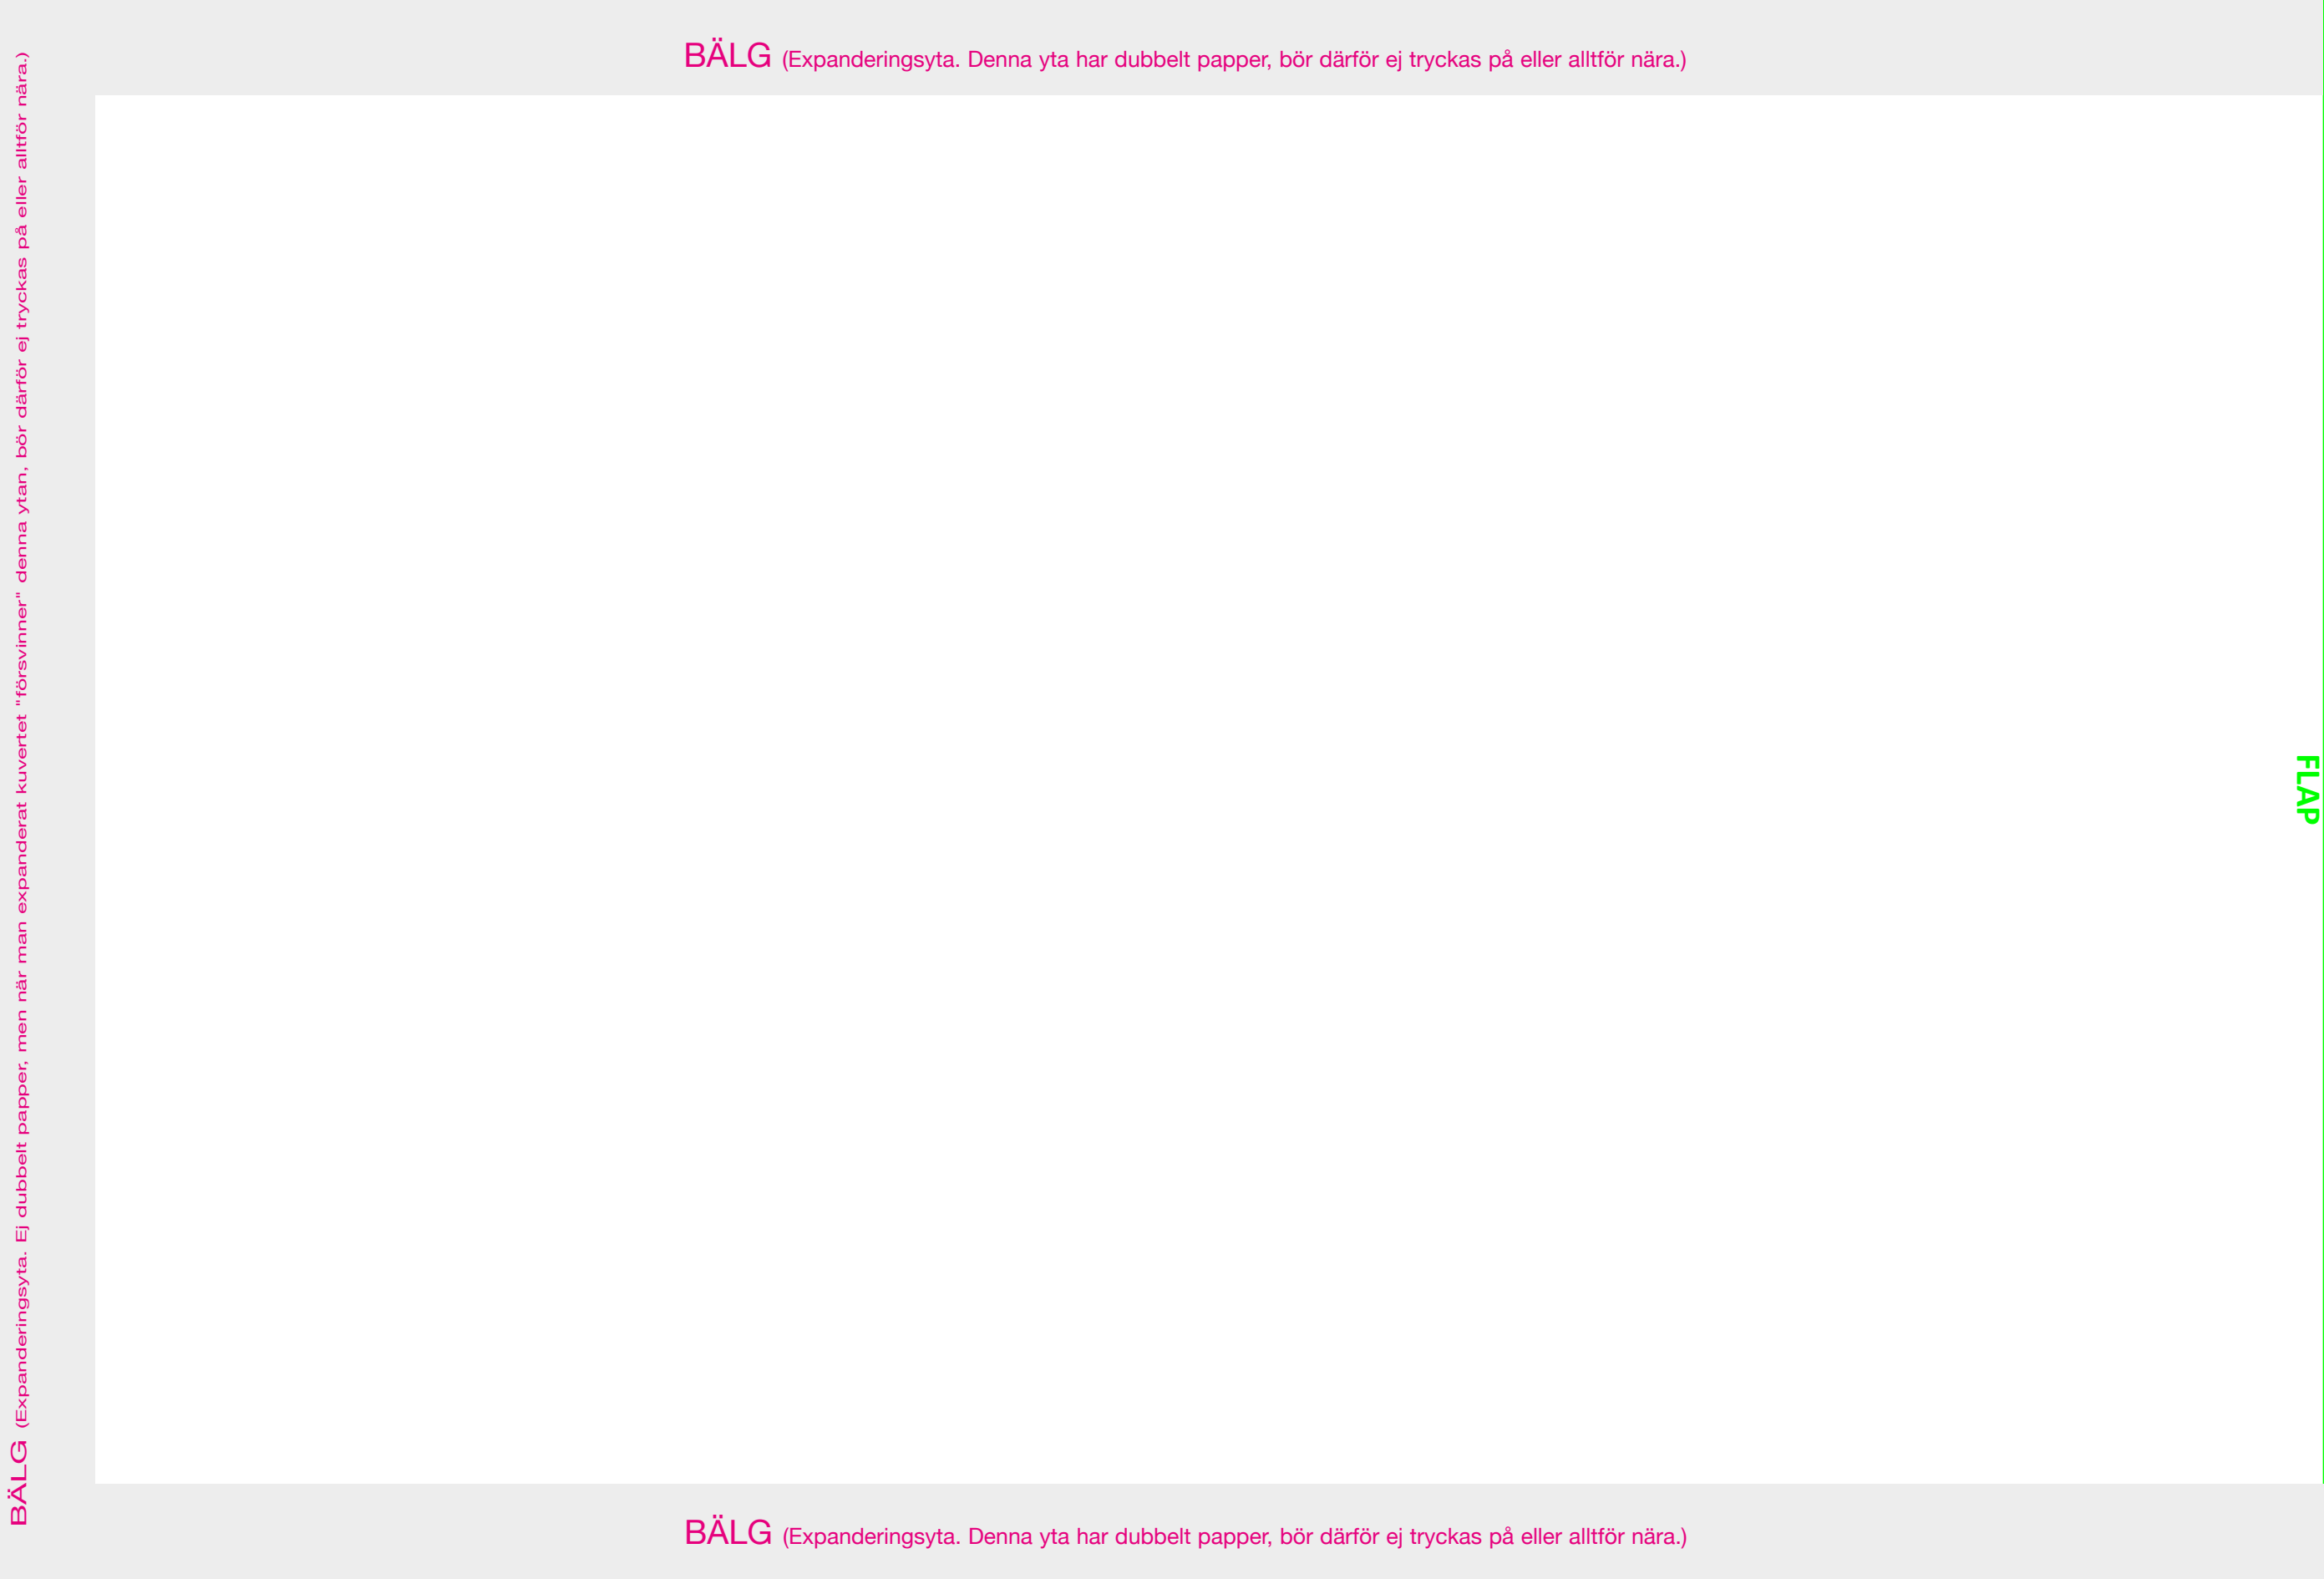 BÄLG (Expanderingsyta. Denna yta har dubbelt papper, bör därför ej tryckas på eller alltför nära.)
BÄLG (Expanderingsyta. Ej dubbelt papper, men när man expanderat kuvertet "försvinner" denna ytan, bör därför ej tryckas på eller alltför nära.)
FLAP
BÄLG (Expanderingsyta. Denna yta har dubbelt papper, bör därför ej tryckas på eller alltför nära.)